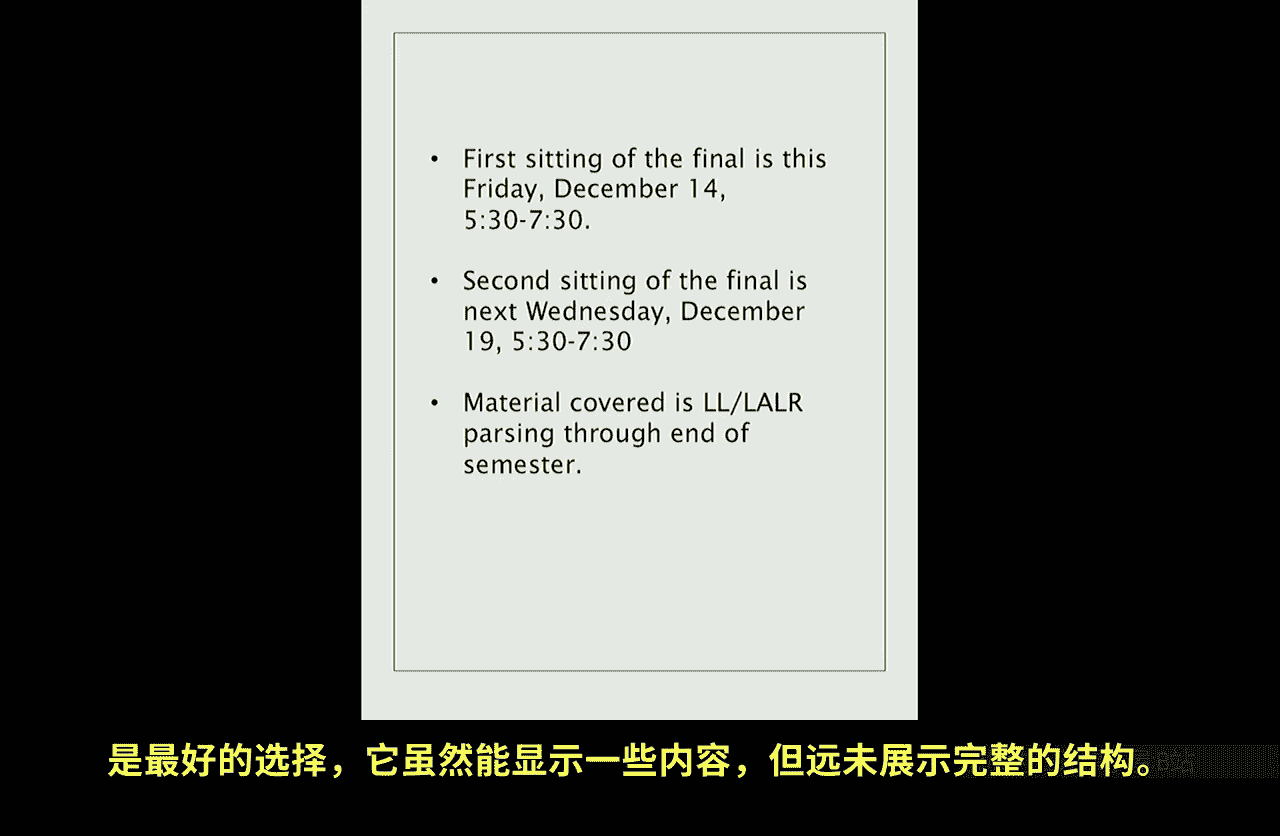 • First sitting of the final is this
Friday, December 14,
5:30-7:30.
• Second sitting of the final is
next Wednesday, December
19, 5:30-7:30
• Material covered is LL/LALR
parsing through end of
semester.
是最好的选择，它虽然能显示一些内容，但远未展示完整的结构。